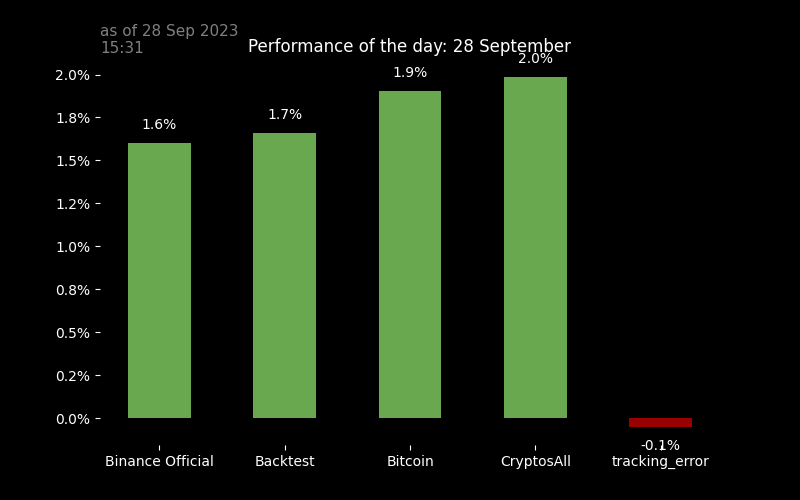 as of 28 Sep 2023
15:31
Performance of the day: 28 September
2.0%
1.8%
1.5%
1.2%
1.0%
0.8%
0.5%
0.2%
0.0%
1.6%
1.7%
1.9%
2.0%
-0.1%
Binance Official
Backtest
Bitcoin
CryptosAll
tracking_error